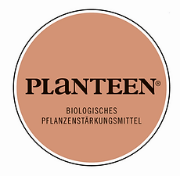 PLANTEEN®
BIOLOGISCHES
PFLANZENSTÄRKUNGSMITTEL